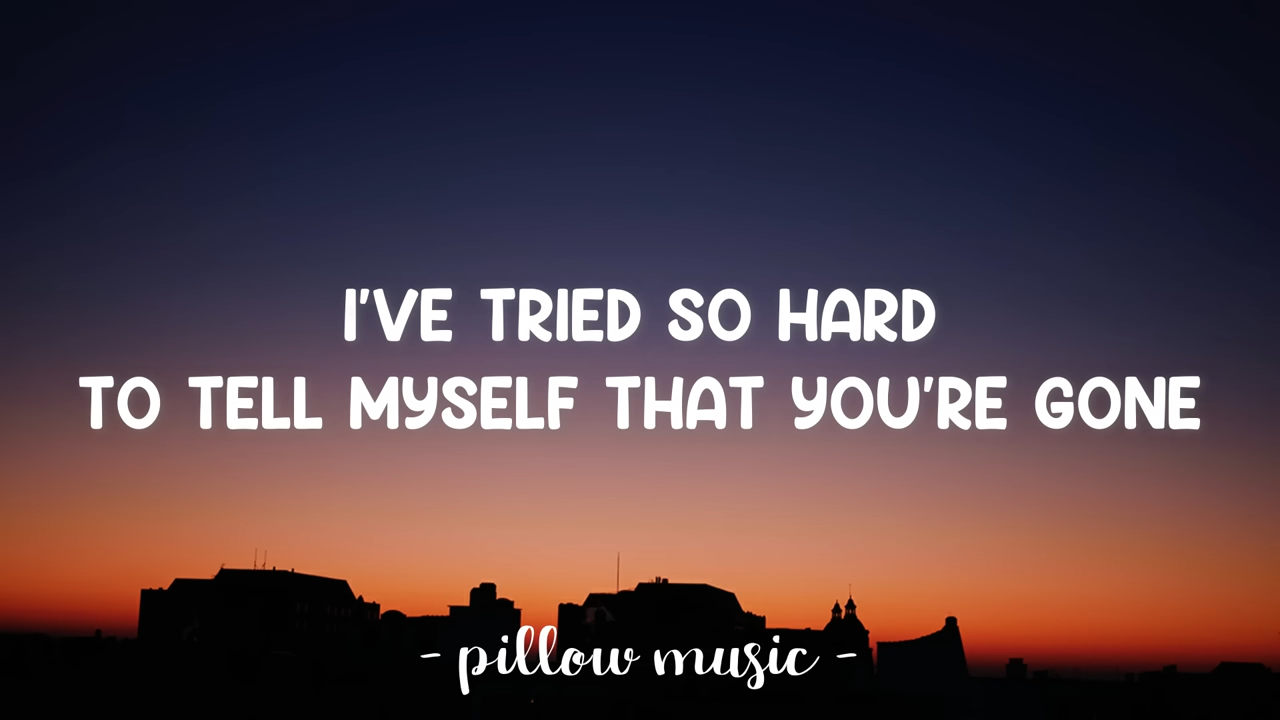 I'VE TRIED SO HARD
TO TELL MYSELF THAT YOU'RE GONE
- pillow music -